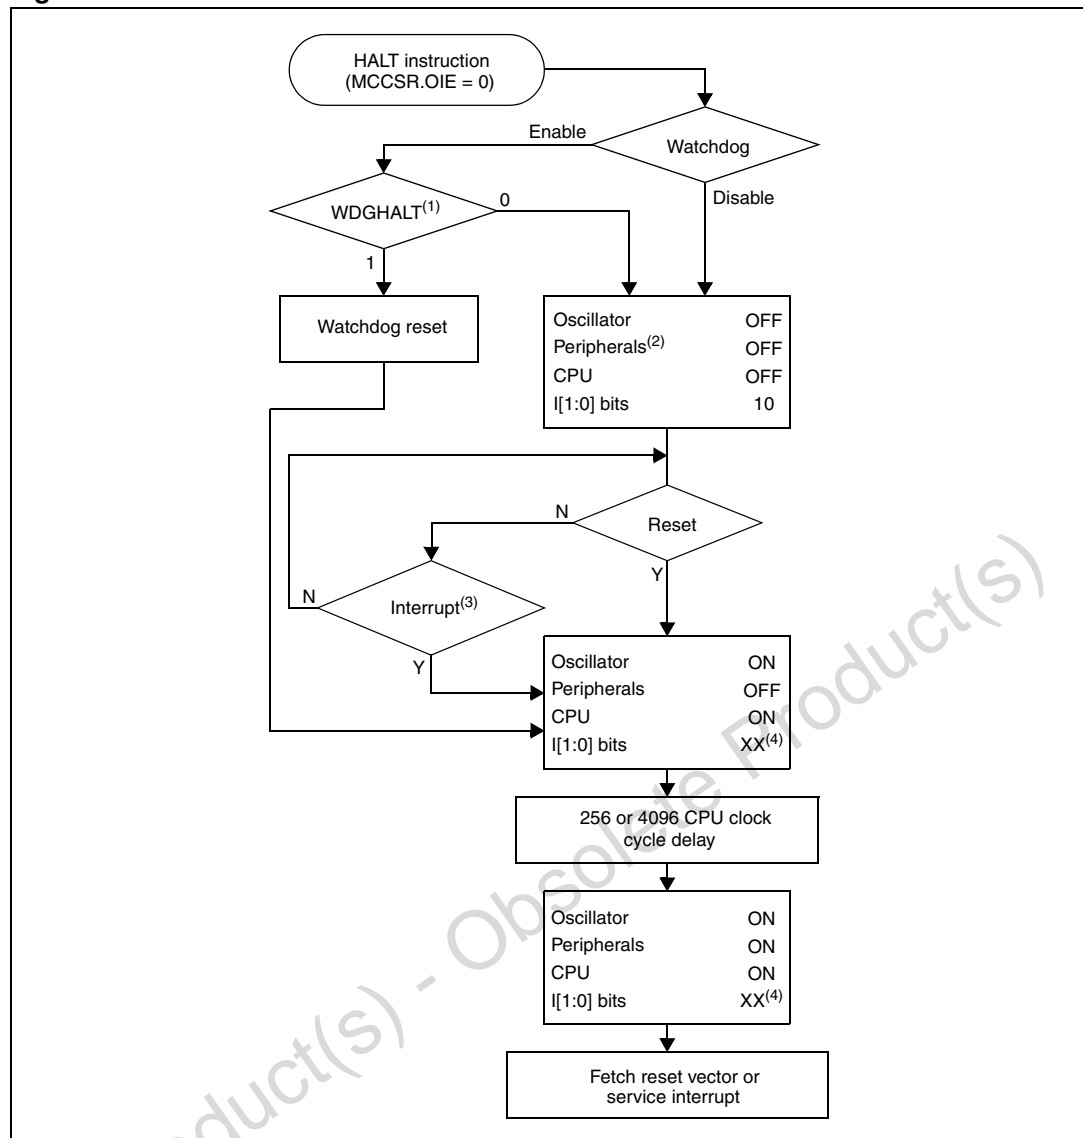 HALT instruction
(MCCSR.OIE = 0)
Enable
Watchdog
WDGHALT(1)
0
Disable
1
Watchdog reset
Oscillator OFF
Peripherals(2) OFF
CPU OFF
I[1:0] bits 10
N
Reset
Y
N
Interrupt(3)
Y
Oscillator ON
Peripherals OFF
CPU ON
I[1:0] bits XX(4)
256 or 4096 CPU clock
cycle delay
Oscillator ON
Peripherals ON
CPU ON
I[1:0] bits XX(4)
Fetch reset vector or
service interrupt
oduct(s) - Obsolete Product(s)